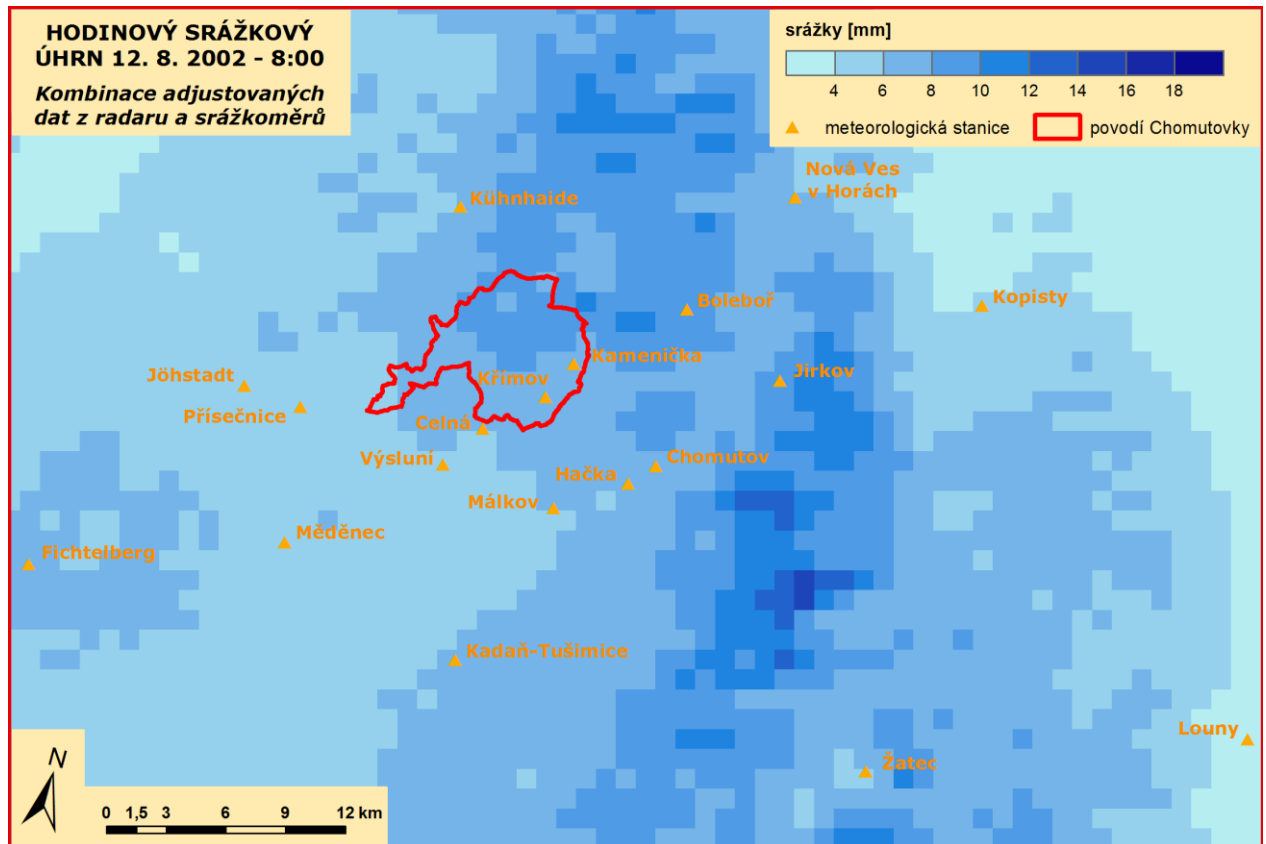 HODINOVÝ SRÁŽKOVÝ
ÚHRN 12. 8. 2002 - 8:00
Kombinace adjustovaných
dat z radaru a srážkoměrů
srážky [mm]
4 6 8 10 12 14 16 18
meteorologická stanice
povodí Chomutovky
Nová Ves
v Horách
Kühnhaide
Boleboř
Kopisty
Kamenička
Jöhstadt
Křímov
Jirkov
Přísečnice
Celná
Výsluní
Chomutov
Hačka
Málkov
Měděnec
Fichtelberg
Kadaň-Tušimice
Louny
Žatec
N
0 1,5 3 6 9 12 km